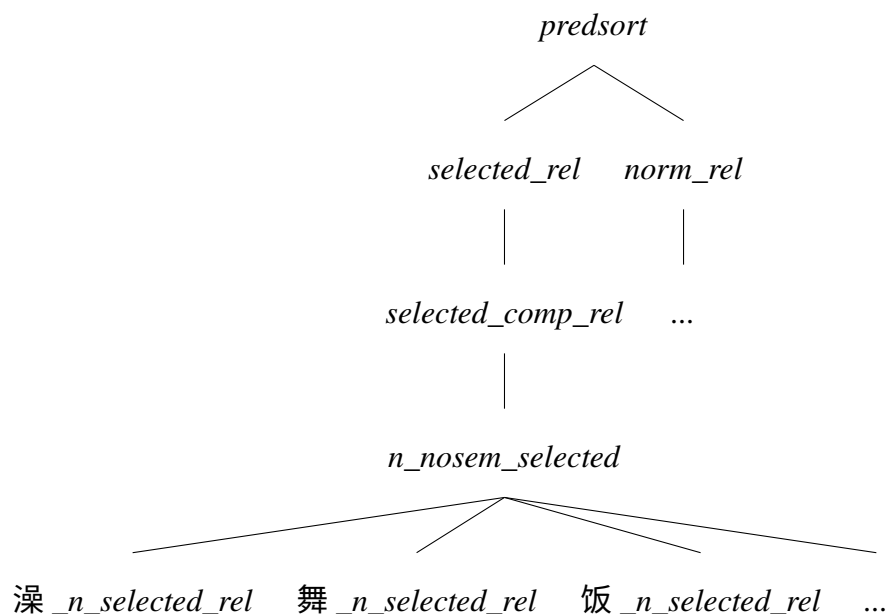 predsort
selected_rel norm_rel
selected_comp_rel ...
n_nosem_selected
澡 _n_selected_rel 舞 _n_selected_rel 饭 _n_selected_rel ...